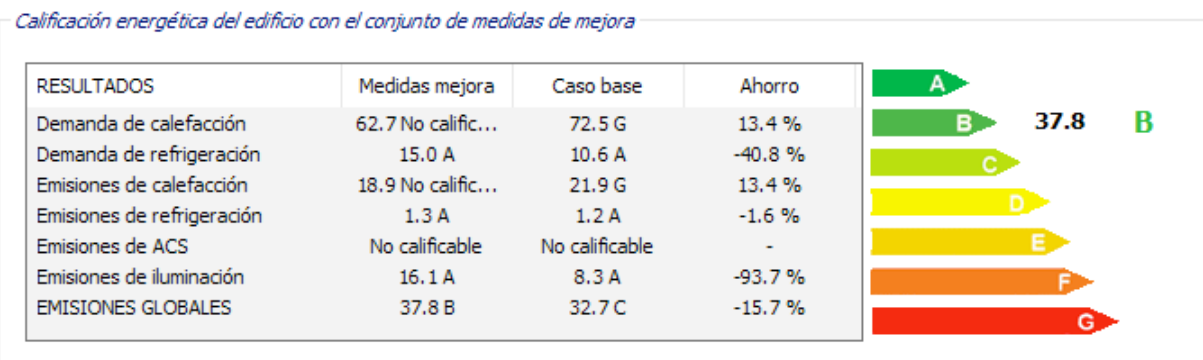 Calificación energética del edificio con el conjunto de medidas de mejora
RESULTADOS Medidas mejora Caso base Ahorro
Demanda de calefacción 62.7 No calific... 72.5 G 13.4 %
Demanda de refrigeración 15.0 A 10.6 A -40.8 %
Emisiones de calefacción 18.9 No calific... 21.9 G 13.4 %
Emisiones de refrigeración 1.3 A 1.2 A -1.6 %
Emisiones de ACS No calificable No calificable -
Emisiones de iluminación 16.1 A 8.3 A -93.7 %
EMISIONES GLOBALES 37.8 B 32.7 C -15.7 %
A
B 37.8 B
C
D
E
F
G